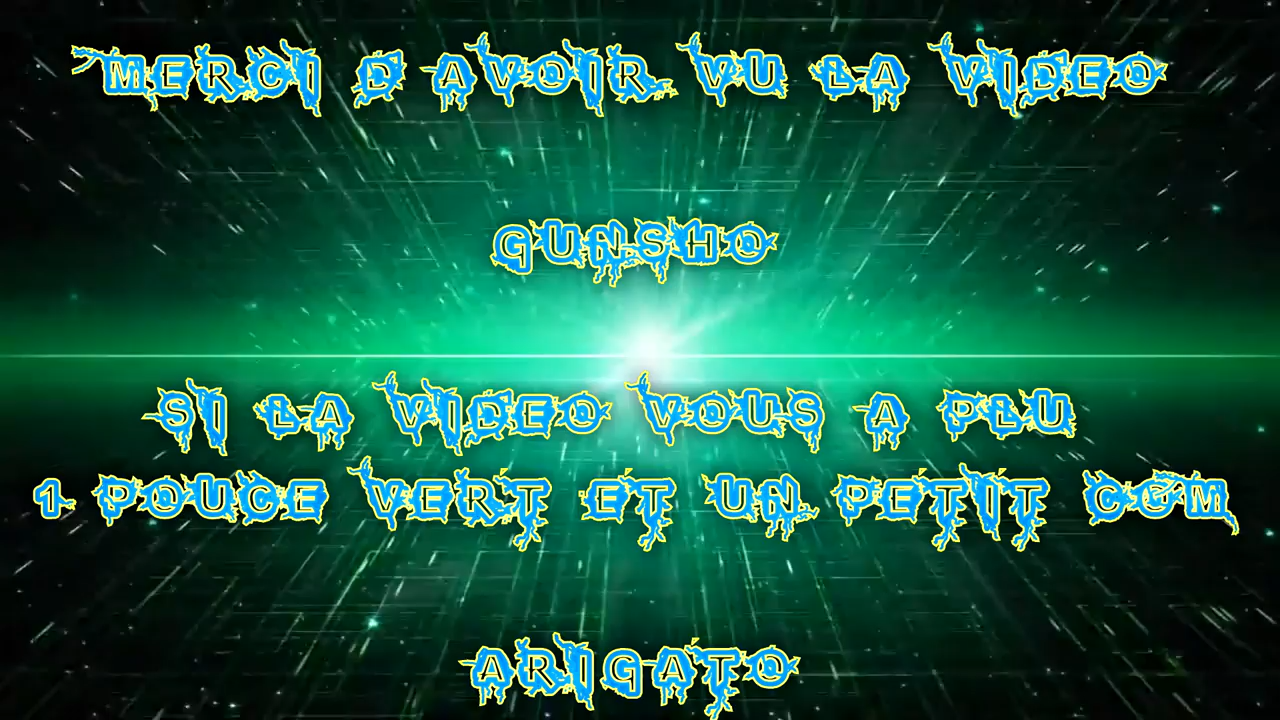 MERCI D AVOIR VU LA VIDEO
GUNSHO
SI LA VIDEO VOUS A PLU
1 POUCE VERT ET UN PETIT COM
ARIGATO